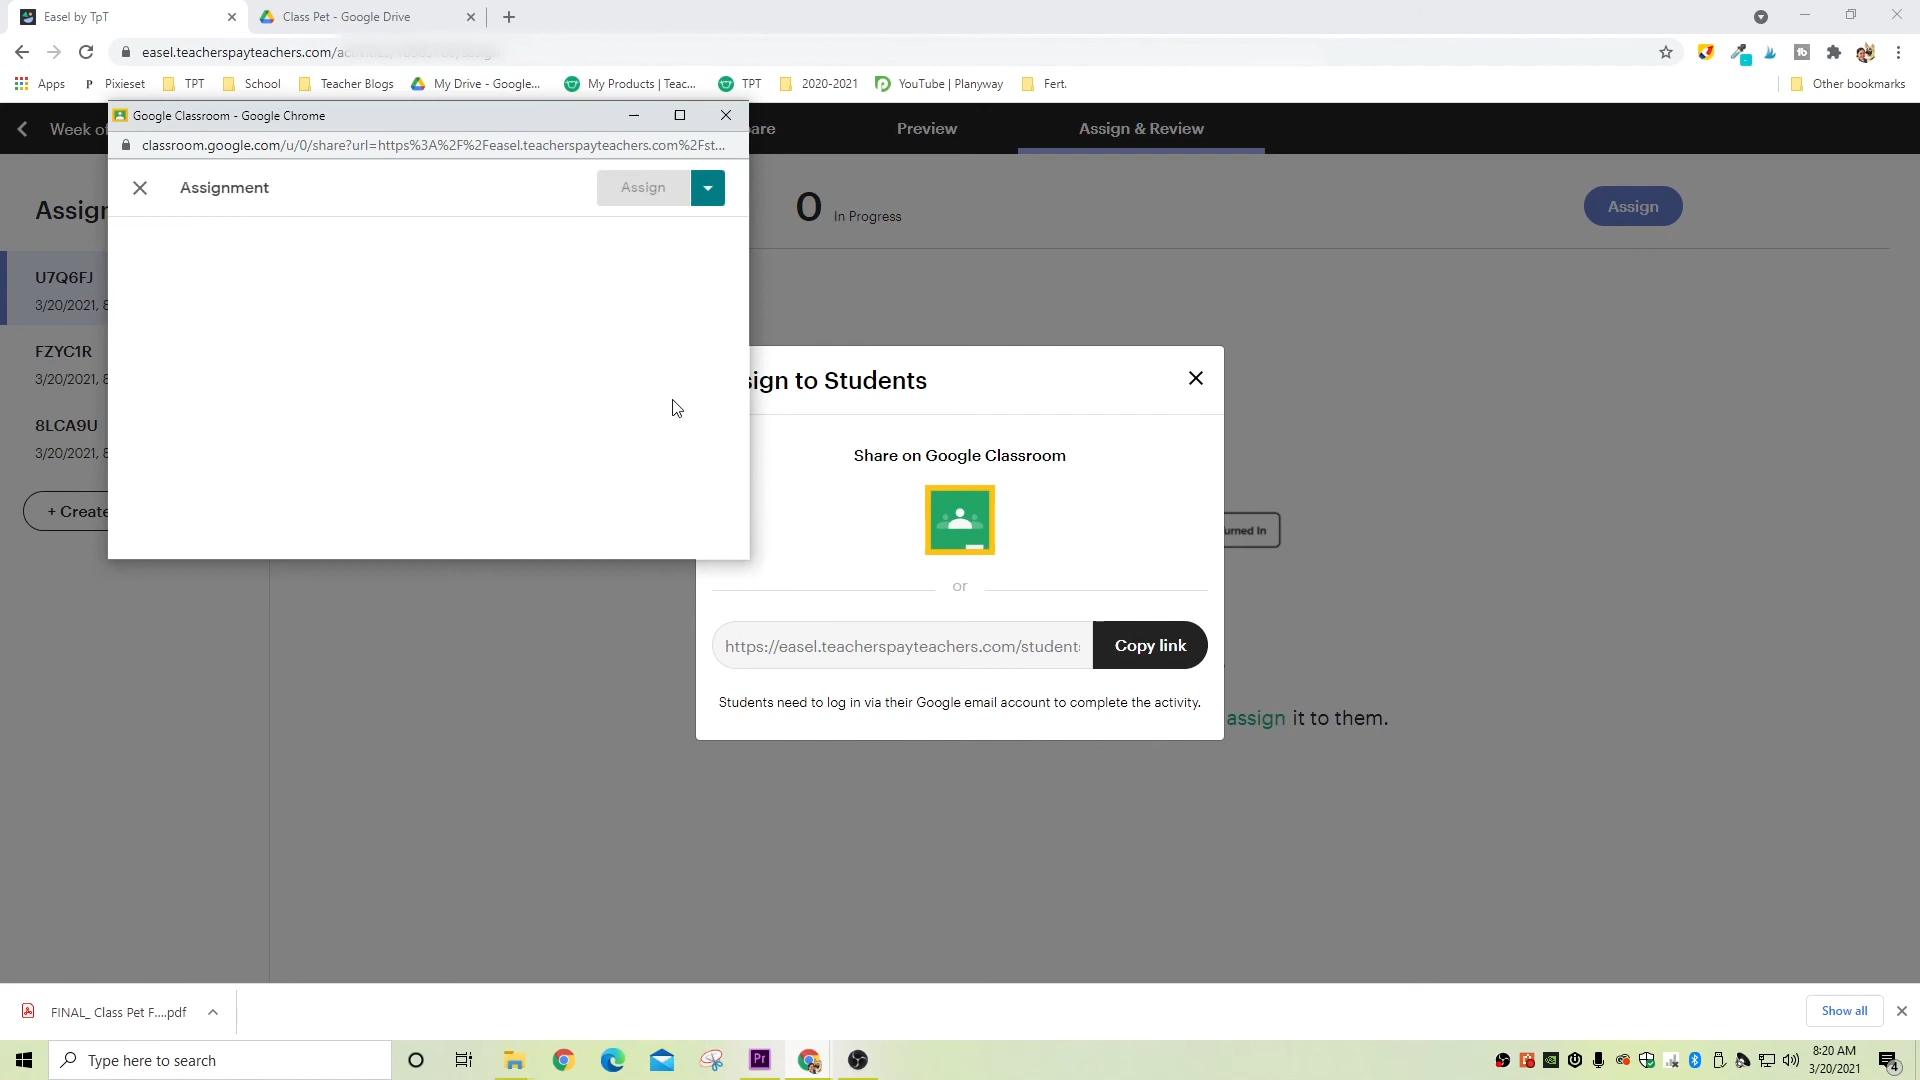 Easel by TpT
Class Pet - Google Drive
easel.teacherspayteachers.com/
Apps
Pixieset
TPT
School
Teacher Blogs
My Drive - Google...
My Products | Teac...
TPT
2020-2021
YouTube | Planyway
Fert.
Other bookmarks
Google Classroom - Google Chrome
classroom.google.com/u/0/share?url=https%3A%2F%2Feasel.teacherspayteachers.com%2Fst...
Assignment
Assign
Week of
are
Preview
Assign & Review
Assign
0 In Progress
Assign
U7Q6FJ
3/20/2021, 8
FZYC1R
3/20/2021, 8
8LCA9U
3/20/2021, 8
+ Create
sign to Students
Share on Google Classroom
or
https://easel.teacherspayteachers.com/student
Copy link
Students need to log in via their Google email account to complete the activity.
urned In
assign it to them.
FINAL_ Class Pet F....pdf
Show all
Type here to search
Pr
8:20 AM
3/20/2021
4